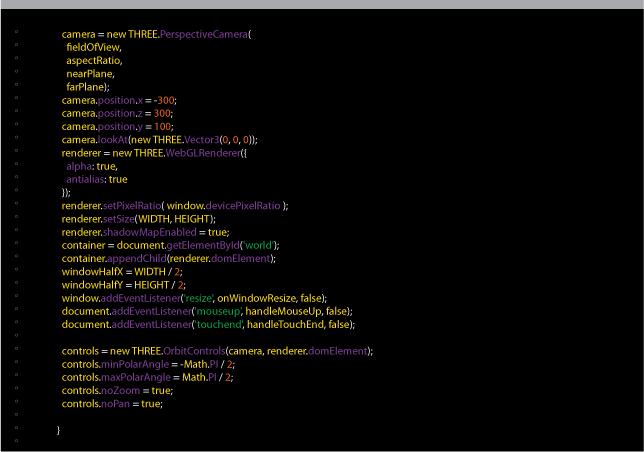 camera = new THREE.PerspectiveCamera(
fieldOfView,
aspectRatio,
nearPlane,
farPlane);
camera.position.x = -300;
camera.position.z = 300;
camera.position.y = 100;
camera.lookAt(new THREE.Vector3(0, 0, 0));
renderer = new THREE.WebGLRenderer({
alpha: true,
antialias: true
});
renderer.setPixelRatio( window.devicePixelRatio );
renderer.setSize(WIDTH, HEIGHT);
renderer.shadowMapEnabled = true;
container = document.getElementById('world');
container.appendChild(renderer.domElement);
windowHalfX = WIDTH / 2;
windowHalfY = HEIGHT / 2;
window.addEventListener('resize', onWindowResize, false);
document.addEventListener('mouseup', handleMouseUp, false);
document.addEventListener('touchend', handleTouchEnd, false);
controls = new THREE.OrbitControls(camera, renderer.domElement);
controls.minPolarAngle = -Math.PI / 2;
controls.maxPolarAngle = Math.PI / 2;
controls.noZoom = true;
controls.noPan = true;
}